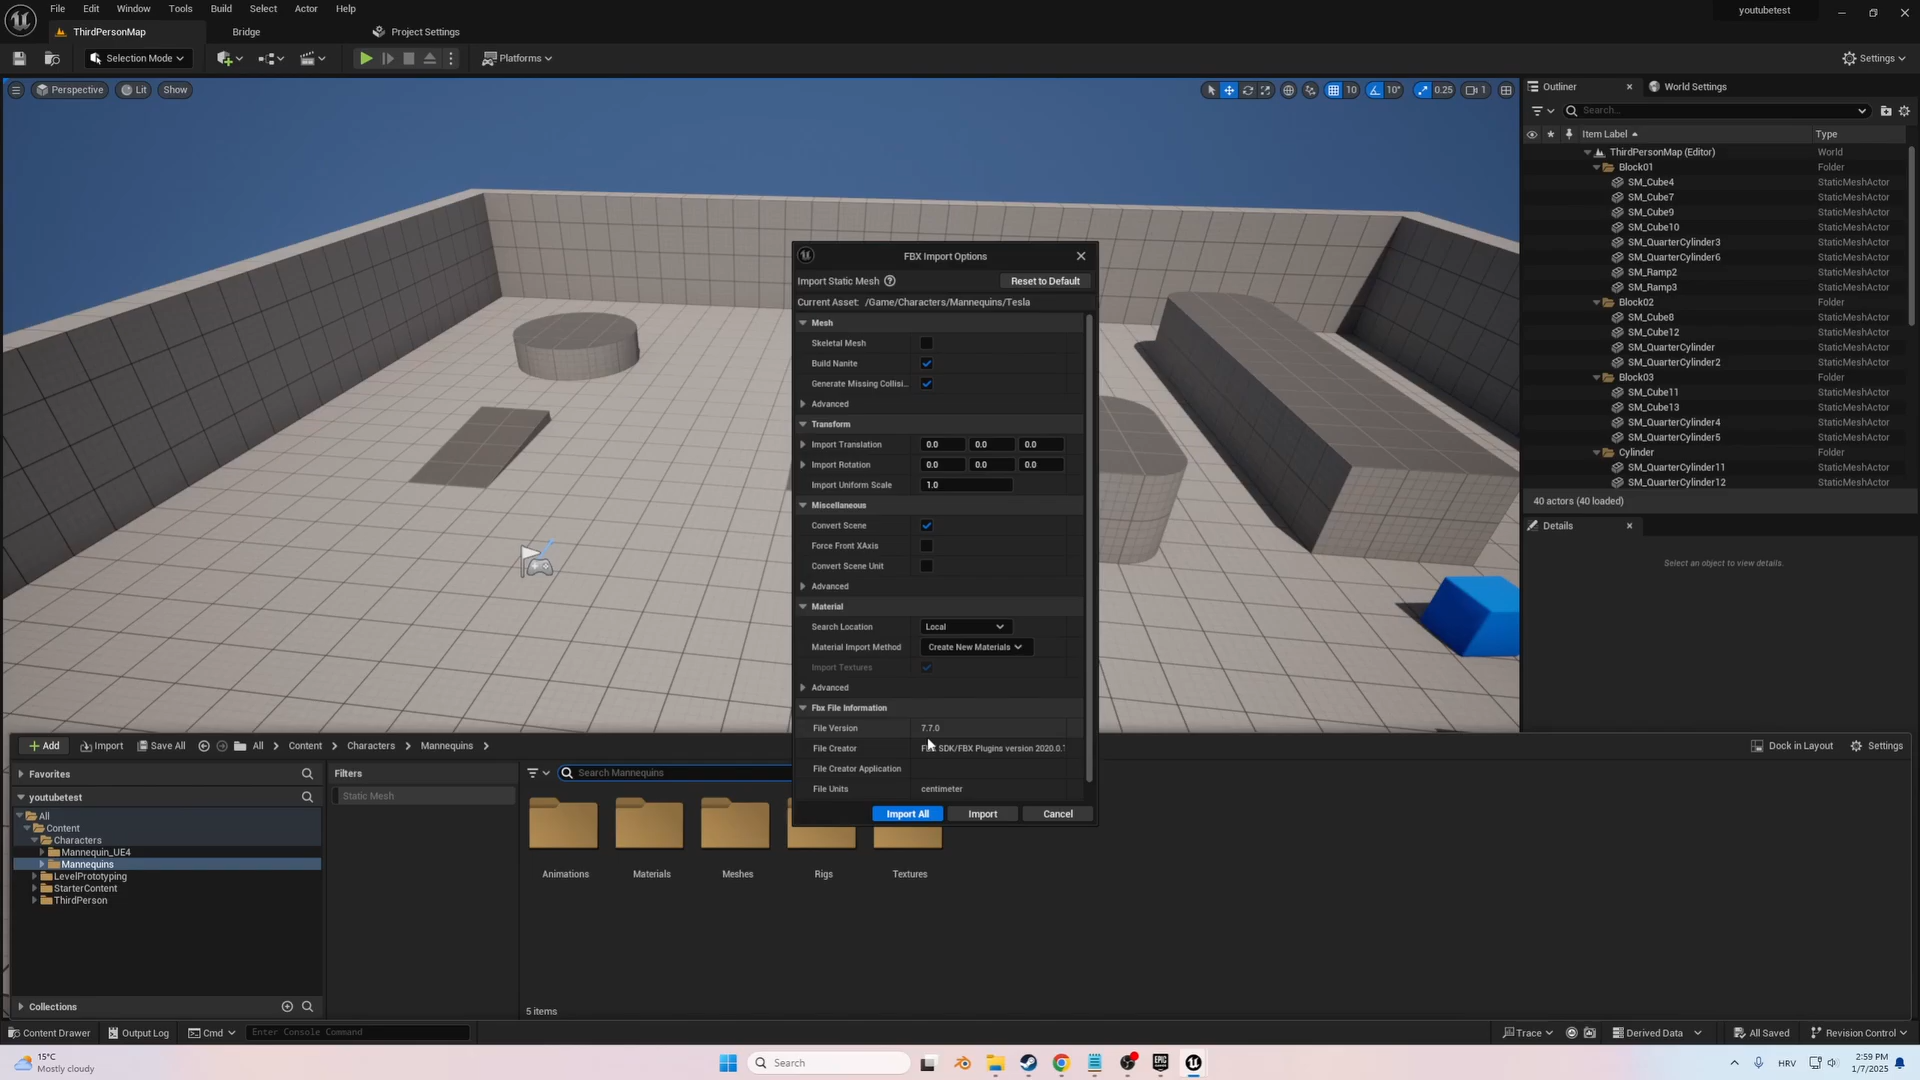 File Edit Window Tools Build Select Actor Help
youtubetest
ThirdPersonMap Bridge Project Settings
Selection Mode Platforms Settings
Perspective Lit Show 10 10° 0.25 1
Outliner World Settings
Search...
Item Label Type
ThirdPersonMap (Editor) World
Block01 Folder
SM_Cube4 StaticMeshActor
SM_Cube7 StaticMeshActor
SM_Cube9 StaticMeshActor
SM_Cube10 StaticMeshActor
SM_QuarterCylinder3 StaticMeshActor
SM_QuarterCylinder6 StaticMeshActor
SM_Ramp2 StaticMeshActor
SM_Ramp3 StaticMeshActor
Block02 Folder
SM_Cube8 StaticMeshActor
SM_Cube12 StaticMeshActor
SM_QuarterCylinder StaticMeshActor
SM_QuarterCylinder2 StaticMeshActor
Block03 Folder
SM_Cube11 StaticMeshActor
SM_Cube13 StaticMeshActor
SM_QuarterCylinder4 StaticMeshActor
SM_QuarterCylinder5 StaticMeshActor
Cylinder Folder
SM_QuarterCylinder11 StaticMeshActor
SM_QuarterCylinder12 StaticMeshActor
40 actors (40 loaded)
Details
Select an object to view details.
FBX Import Options
Import Static Mesh Reset to Default
Current Asset: /Game/Characters/Mannequins/Tesla
Mesh
Skeletal Mesh
Build Nanite
Generate Missing Collisi...
Advanced
Transform
Import Translation 0.0 0.0 0.0
Import Rotation 0.0 0.0 0.0
Import Uniform Scale 1.0
Miscellaneous
Convert Scene
Force Front XAxis
Convert Scene Unit
Advanced
Material
Search Location Local
Material Import Method Create New Materials
Import Textures
Advanced
Fbx File Information
File Version 7.7.0
File Creator SDK/FBX Plugins version 2020.0.
File Creator Application
File Units centimeter
Import All Import Cancel
Add Import Save All All Content Characters Mannequins Dock in Layout Settings
Favorites
youtubetest
All
Content
Characters
Mannequin_UE4
Mannequins
LevelPrototyping
StarterContent
ThirdPerson
Collections
Filters
Static Mesh
Search Mannequins
Animations Materials Meshes Rigs Textures
5 items
Content Drawer Output Log Cmd Enter Console Command Trace Derived Data All Saved Revision Control
15°C
Mostly cloudy
Search
HRV
2:59 PM
1/7/2025